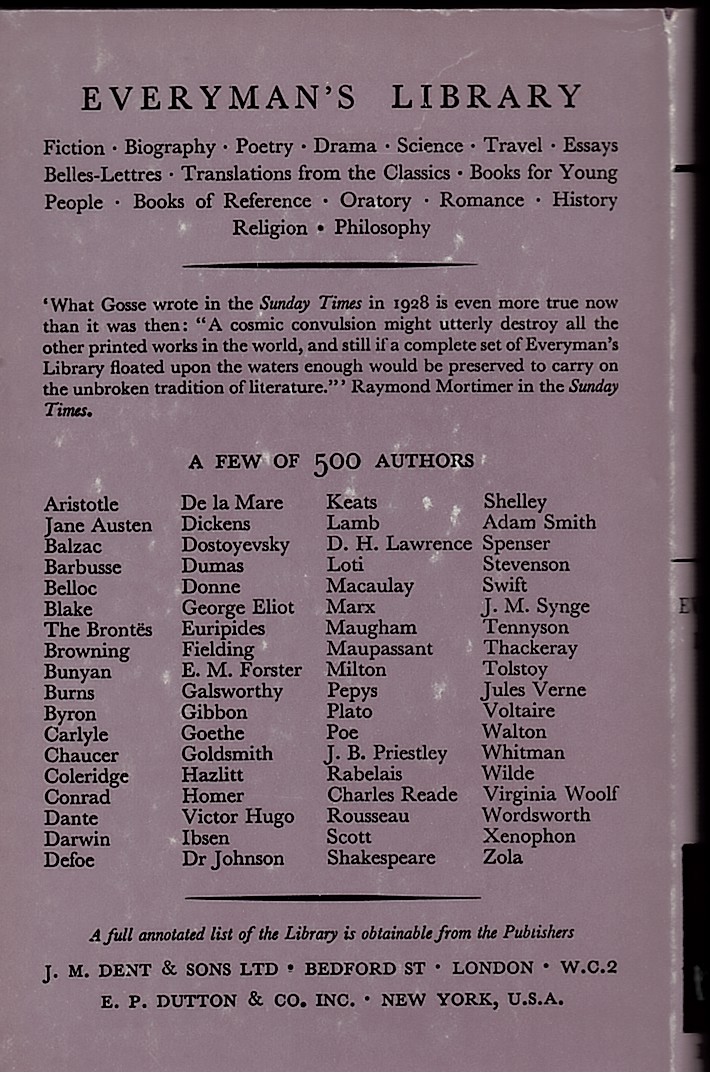 EVERYMAN'S LIBRARY
Fiction · Biography · Poetry · Drama · Science · Travel · Essays
Belles-Lettres · Translations from the Classics · Books for Young
People · Books of Reference · Oratory · Romance · History
Religion • Philosophy
‘What Gosse wrote in the Sunday Times in 1928 is even more true now
than it was then: “A cosmic convulsion might utterly destroy all the
other printed works in the world, and still if a complete set of Everyman’s
Library floated upon the waters enough would be preserved to carry on
the unbroken tradition of literature.”’ Raymond Mortimer in the Sunday
Times.
A FEW OF 500 AUTHORS
Aristotle
Jane Austen
Balzac
Barbusse
Belloc
Blake
The Brontës
Browning
Bunyan
Burns
Byron
Carlyle
Chaucer
Coleridge
Conrad
Dante
Darwin
Defoe
De la Mare
Dickens
Dostoyevsky
Dumas
Donne
George Eliot
Euripides
Fielding
E. M. Forster
Galsworthy
Gibbon
Goethe
Goldsmith
Hazlitt
Homer
Victor Hugo
Ibsen
Dr Johnson
Keats
Lamb
D. H. Lawrence
Loti
Macaulay
Marx
Maugham
Maupassant
Milton
Pepys
Plato
Poe
J. B. Priestley
Rabelais
Charles Reade
Rousseau
Scott
Shakespeare
Shelley
Adam Smith
Spenser
Stevenson
Swift
J. M. Synge
Tennyson
Thackeray
Tolstoy
Jules Verne
Voltaire
Walton
Whitman
Wilde
Virginia Woolf
Wordsworth
Xenophon
Zola
A full annotated list of the Library is obtainable from the Publishers
J. M. DENT & SONS LTD • BEDFORD ST · LONDON · W.C.2
E. P. DUTTON & CO. INC. · NEW YORK, U.S.A.